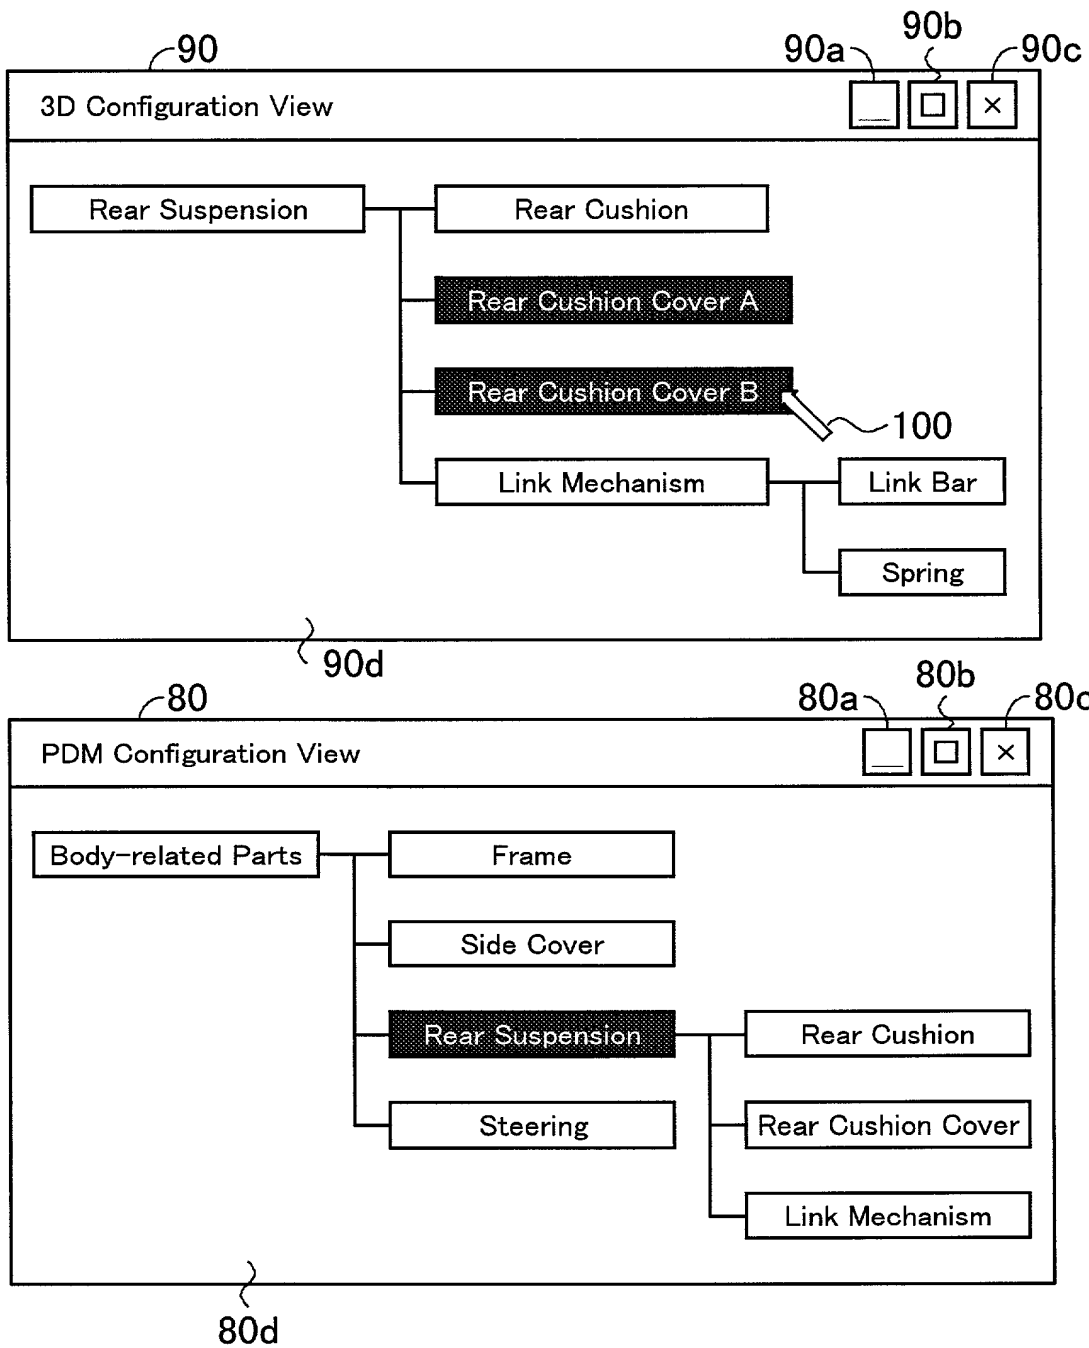 90
90a
90b
90c
3D Configuration View
_
□
×
Rear Suspension
Rear Cushion
Rear Cushion Cover A
Rear Cushion Cover B
100
Link Mechanism
Link Bar
Spring
90d
80
80a
80b
80c
PDM Configuration View
_
□
×
Body-related Parts
Frame
Side Cover
Rear Suspension
Rear Cushion
Steering
Rear Cushion Cover
Link Mechanism
80d